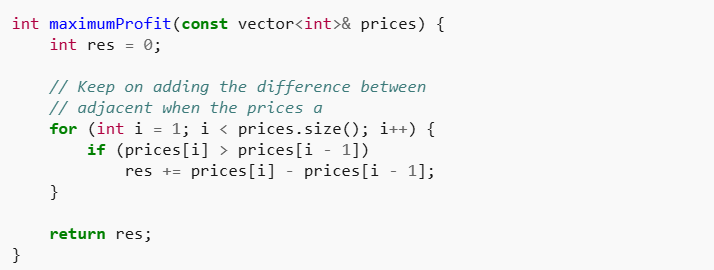 int maximumProfit(const vector<int>& prices) {
    int res = 0;

    // Keep on adding the difference between
    // adjacent when the prices a
    for (int i = 1; i < prices.size(); i++) {
        if (prices[i] > prices[i - 1])
            res += prices[i] - prices[i - 1];
    }

    return res;
}